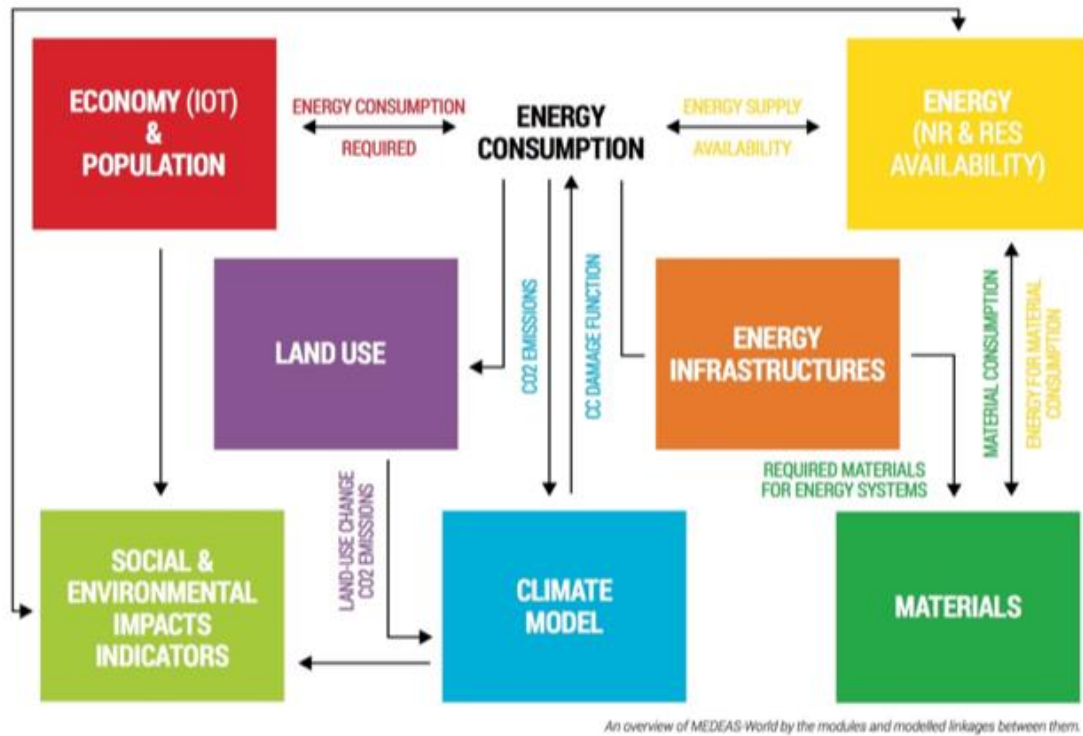 ECONOMY (IOT)
&
POPULATION
ENERGY CONSUMPTION
REQUIRED
ENERGY
CONSUMPTION
ENERGY SUPPLY
AVAILABILITY
ENERGY
(NR & RES
AVAILABILITY)
LAND USE
CO2 EMISSIONS
CC DAMAGE FUNCTION
ENERGY
INFRASTRUCTURES
MATERIAL CONSUMPTION
ENERGY FOR MATERIAL
CONSUMPTION
REQUIRED MATERIALS
FOR ENERGY SYSTEMS
LAND-USE CHANGE
CO2 EMISSIONS
SOCIAL &
ENVIRONMENTAL
IMPACTS
INDICATORS
CLIMATE
MODEL
MATERIALS
An overview of MEDEAS-World by the modules and modelled linkages between them.